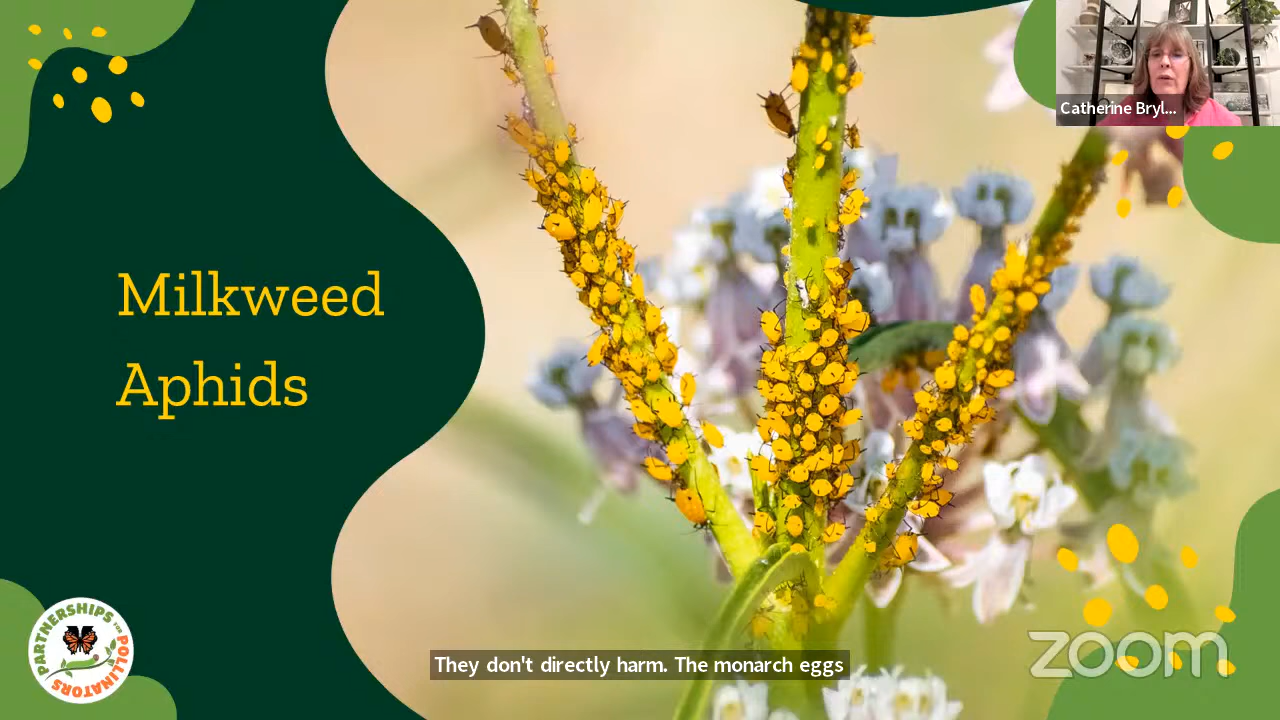 Catherine Bryl...
Milkweed
Aphids
PARTNERSHIPS FOR
POLLINATORS
They don't directly harm. The monarch eggs
zoom